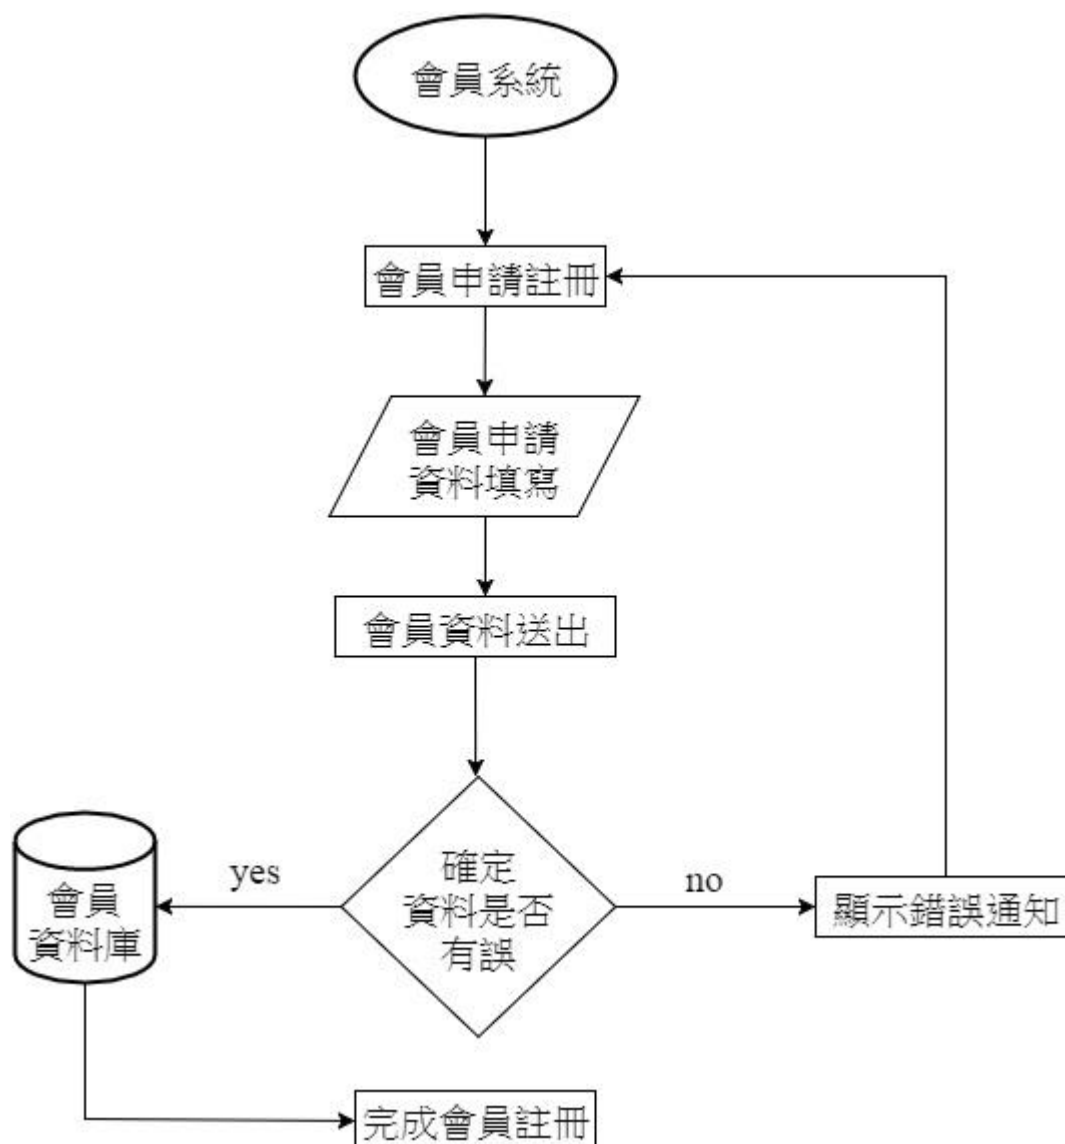 會員系統
會員申請註冊
會員申請
資料填寫
會員資料送出
確定
資料是否
有誤
yes
no
會員
資料庫
顯示錯誤通知
完成會員註冊